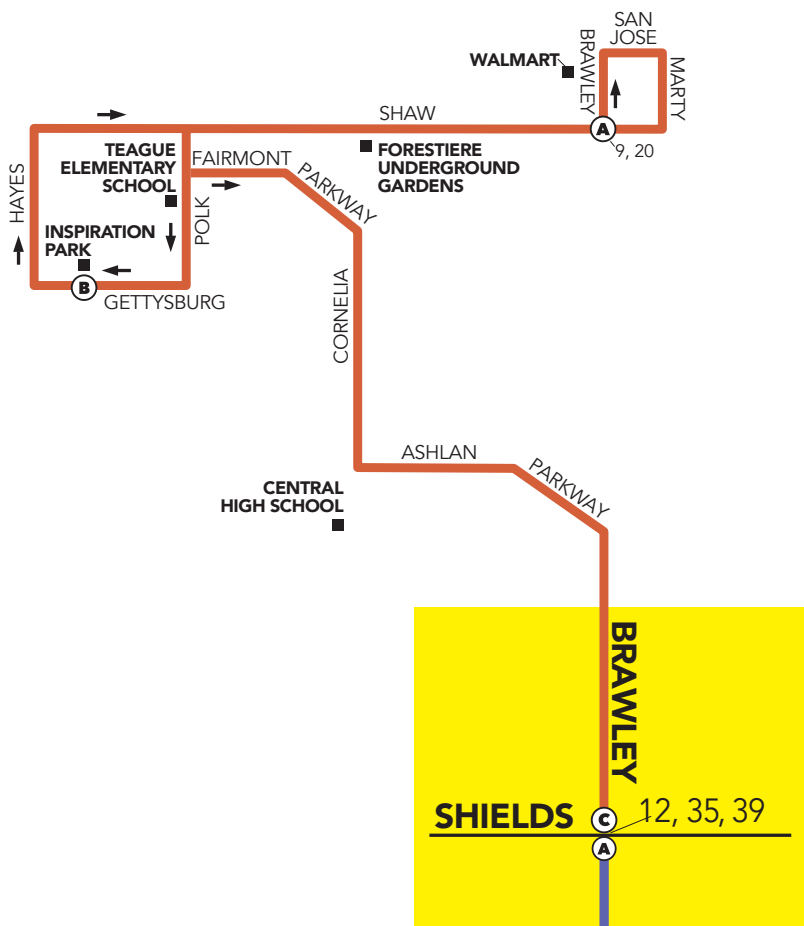 SAN
JOSE
BRAWLEY
MARTY
WALMART
SHAW
A
9, 20
TEAGUE
ELEMENTARY
SCHOOL
FAIRMONT
PARKWAY
FORESTIERE
UNDERGROUND
GARDENS
HAYES
POLK
INSPIRATION
PARK
B
GETTYSBURG
CORNELIA
ASHLAN
PARKWAY
CENTRAL
HIGH SCHOOL
BRAWLEY
SHIELDS
C
12, 35, 39
A